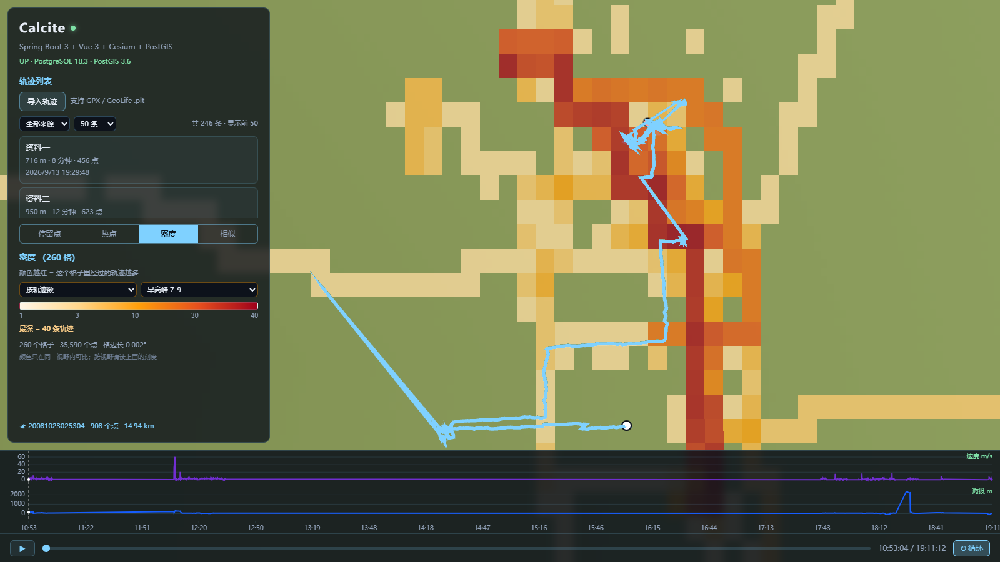 Calcite
Spring Boot 3 + Vue 3 + Cesium + PostGIS
UP · PostgreSQL 18.3 · PostGIS 3.6
轨迹列表
导入轨迹 支持 GPX / GeoLife .plt
全部来源 50 条 共 246 条 · 显示前 50
资料一
716 m · 8 分钟 · 456 点
2026/9/13 19:29:48
资料二
950 m · 12 分钟 · 623 点
停留点 热点 密度 相似
密度 (260 格)
颜色越红 = 这个格子里经过的轨迹越多
按轨迹数 早高峰 7-9
1 3 10 30 40
最深 = 40 条轨迹
260 个格子 · 35,590 个点 · 格边长 0.002°
颜色只在同一视野内可比；跨视野请读上面的刻度
20081023025304 · 908 个点 · 14.94 km
速度 m/s
60
40
20
0
海拔 m
2000
1000
0
10:53 11:22 11:51 12:20 12:50 13:19 13:48 14:18 14:47 15:16 15:46 16:15 16:44 17:13 17:43 18:12 18:41 19:11
▶ 10:53:04 / 19:11:12 ↻ 循环